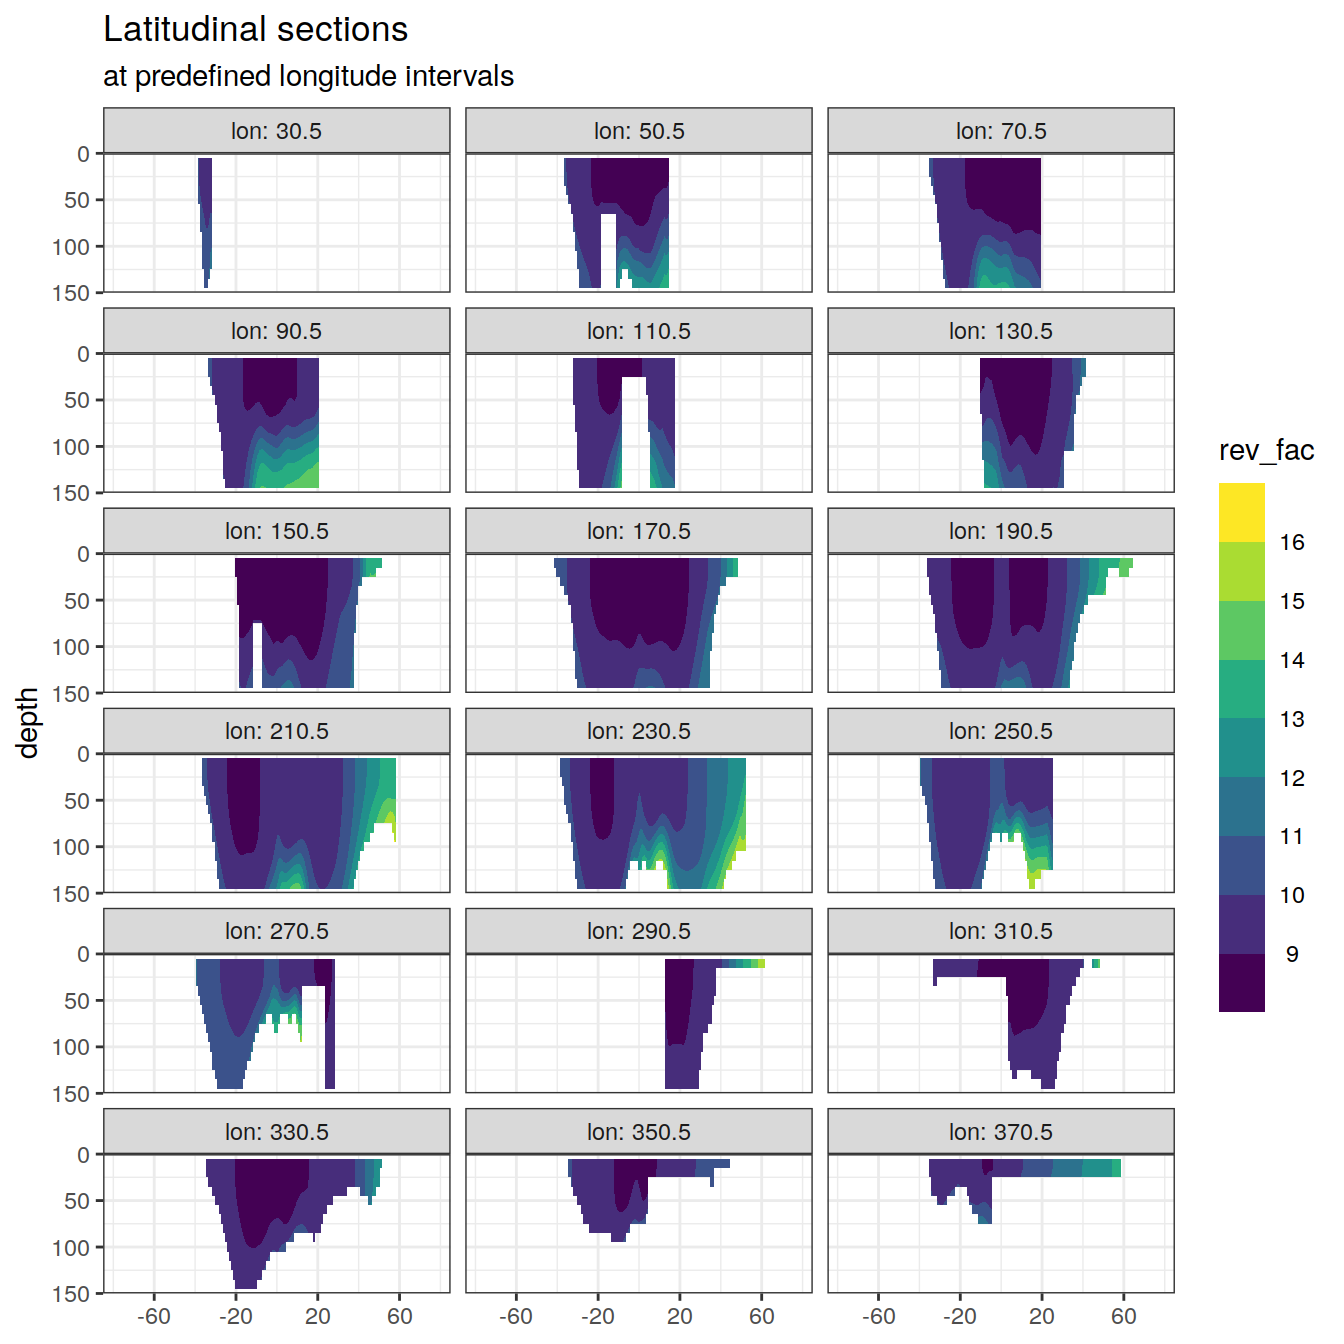 Latitudinal sections
at predefined longitude intervals
lon: 30.5 lon: 50.5 lon: 70.5
0
50
100
150
lon: 90.5 lon: 110.5 lon: 130.5
0
50
100
150
lon: 150.5 lon: 170.5 lon: 190.5
0
50
100
150
lon: 210.5 lon: 230.5 lon: 250.5
0
50
100
150
lon: 270.5 lon: 290.5 lon: 310.5
0
50
100
150
lon: 330.5 lon: 350.5 lon: 370.5
0
50
100
150
-60 -20 20 60 -60 -20 20 60 -60 -20 20 60
depth
rev_fac
16
15
14
13
12
11
10
9